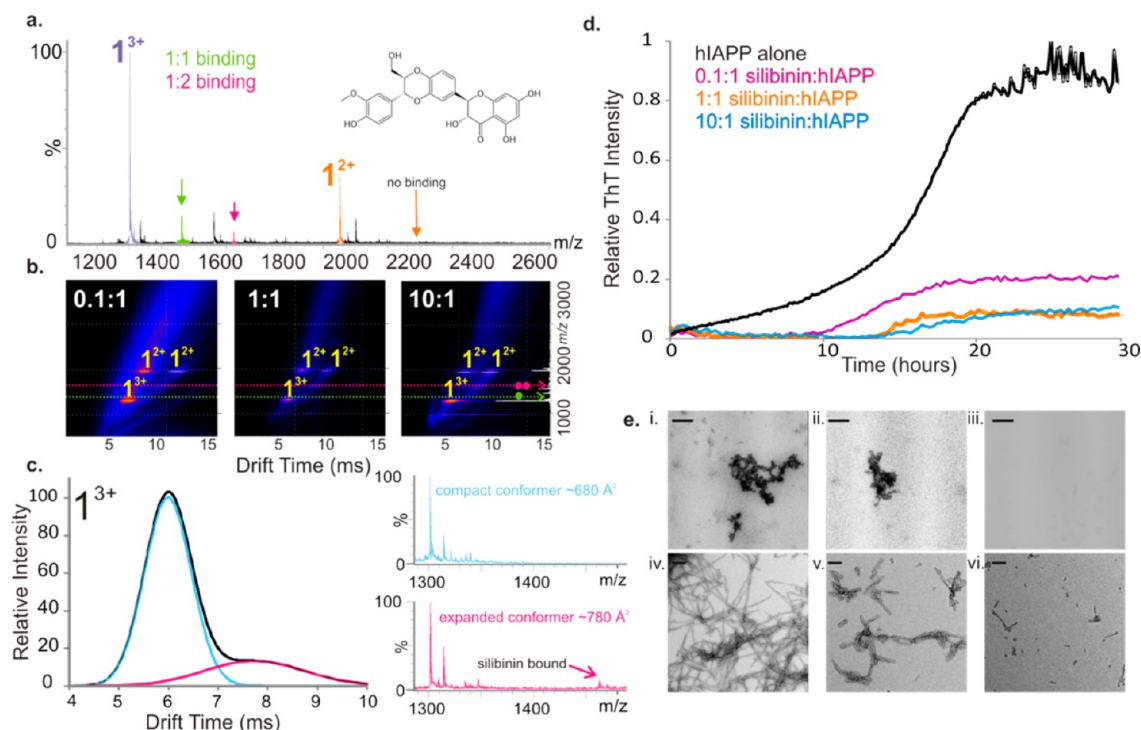 a.
100
%
0
1³⁺
1:1 binding
1:2 binding
OH
O
O
O
OH
O
OH
HO
O
OH
1²⁺
no binding
m/z
1200 1400 1600 1800 2000 2200 2400 2600
b.
0.1:1
1²⁺ 1²⁺
1³⁺
5 10 15
1:1
1²⁺ 1²⁺
1³⁺
5 10 15
10:1
1²⁺ 1²⁺
1³⁺
5 10 15
1000 2000 m/z 3000
Drift Time (ms)
c.
1³⁺
Relative Intensity
100
80
60
40
20
0
4 5 6 7 8 9 10
Drift Time (ms)
100
%
0
compact conformer ~680 Å²
1300 1400 m/z
100
%
0
expanded conformer ~780 Å²
silibinin bound
1300 1400 m/z
d.
Relative ThT Intensity
1
0.8
0.6
0.4
0.2
0
hIAPP alone
0.1:1 silibinin:hIAPP
1:1 silibinin:hIAPP
10:1 silibinin:hIAPP
0 10 20 30
Time (hours)
e.
i. ii. iii.
iv. v. vi.